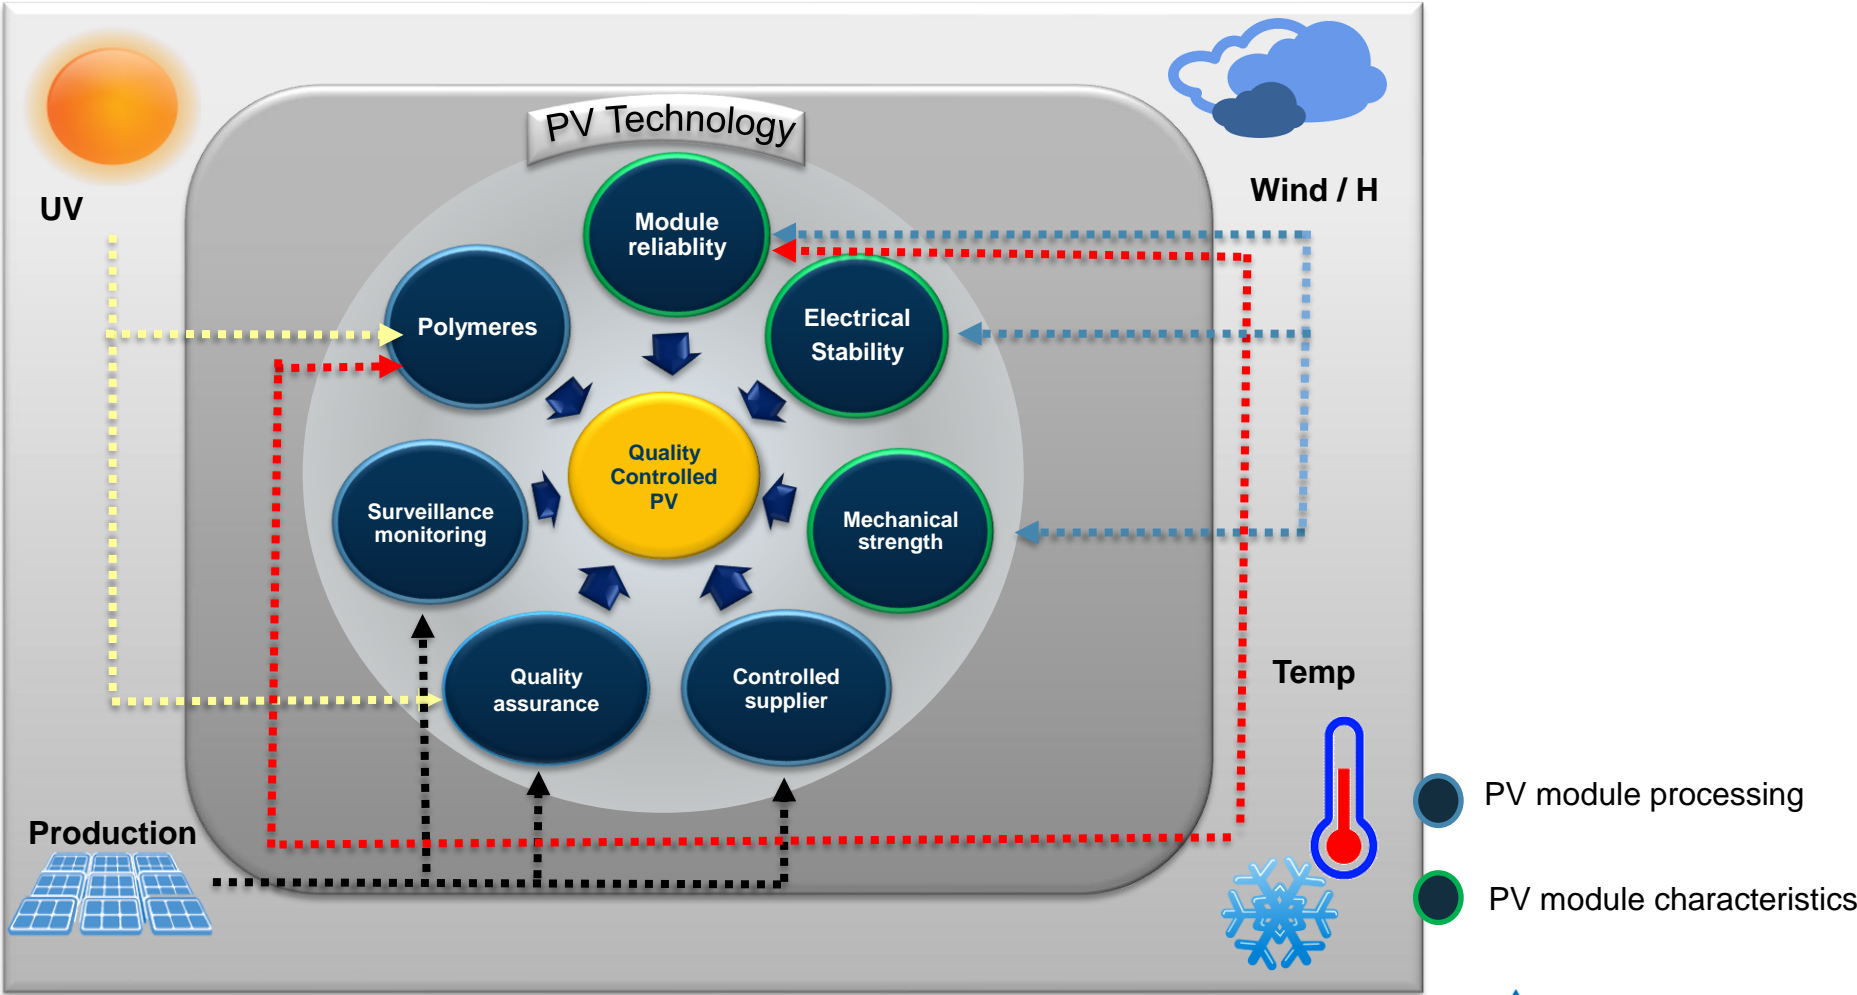 PV Technology
UV
Wind / H
Module
reliablity
Polymeres
Electrical
Stability
Quality
Controlled
PV
Surveillance
monitoring
Mechanical
strength
Quality
assurance
Controlled
supplier
Temp
Production
PV module processing
PV module characteristics